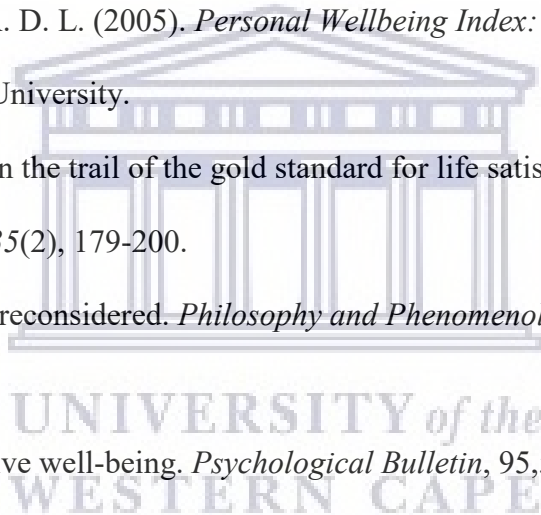 . D. L. (2005). Personal Wellbeing Index:
University.
n the trail of the gold standard for life satis
35(2), 179-200.
reconsidered. Philosophy and Phenomenol
UNIVERSITY of the
ve well-being. Psychological Bulletin, 95,
WESTERN CAPE